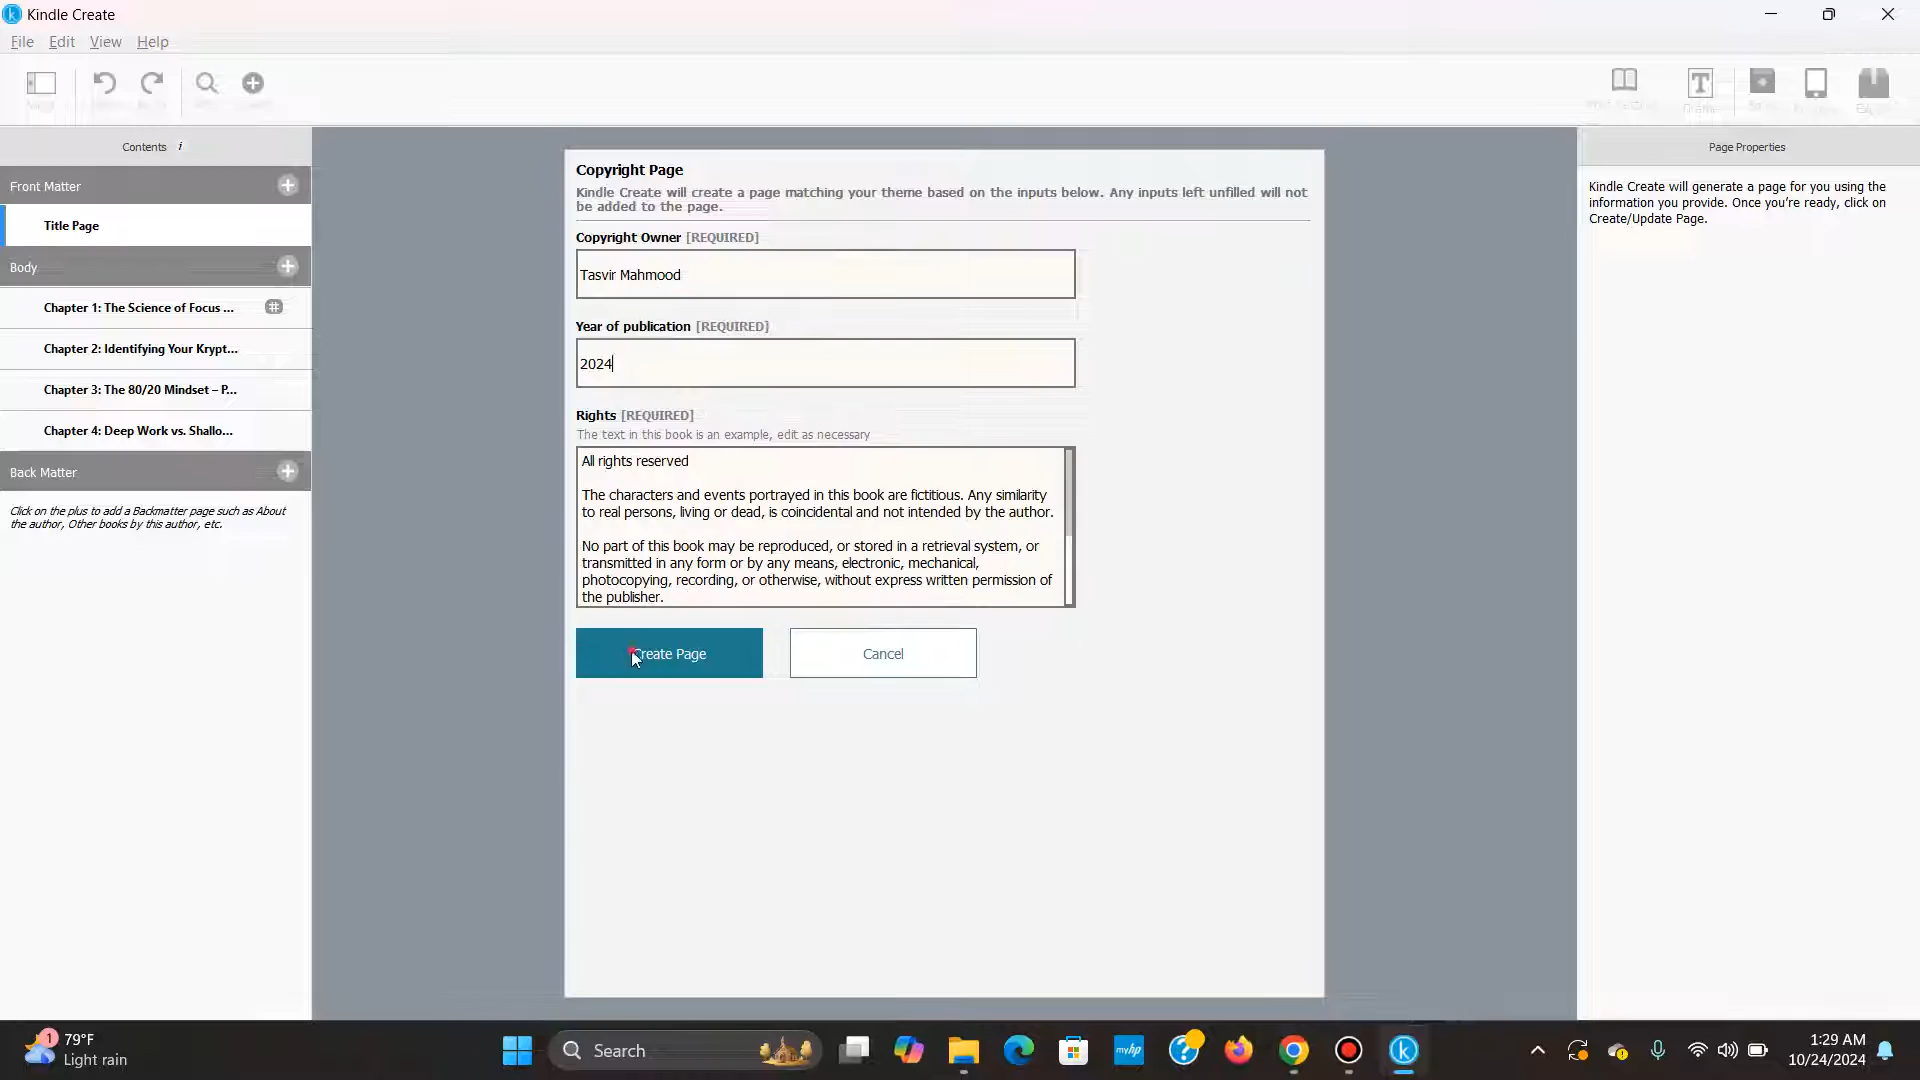 Kindle Create
File Edit View Help
Contents i
Page Properties
Front Matter
Title Page
Body
Chapter 1: The Science of Focus ...
#
Chapter 2: Identifying Your Krypt...
Chapter 3: The 80/20 Mindset – P...
Chapter 4: Deep Work vs. Shallo...
Back Matter
Click on the plus to add a Backmatter page such as About
the author, Other books by this author, etc.
Copyright Page
Kindle Create will create a page matching your theme based on the inputs below. Any inputs left unfilled will not
be added to the page.
Copyright Owner [REQUIRED]
Tasvir Mahmood
Year of publication [REQUIRED]
2024
Rights [REQUIRED]
The text in this book is an example, edit as necessary
All rights reserved
The characters and events portrayed in this book are fictitious. Any similarity
to real persons, living or dead, is coincidental and not intended by the author.
No part of this book may be reproduced, or stored in a retrieval system, or
transmitted in any form or by any means, electronic, mechanical,
photocopying, recording, or otherwise, without express written permission of
the publisher.
Create Page
Cancel
Kindle Create will generate a page for you using the
information you provide. Once you're ready, click on
Create/Update Page.
1
79°F
Light rain
Search
myhp
1:29 AM
10/24/2024